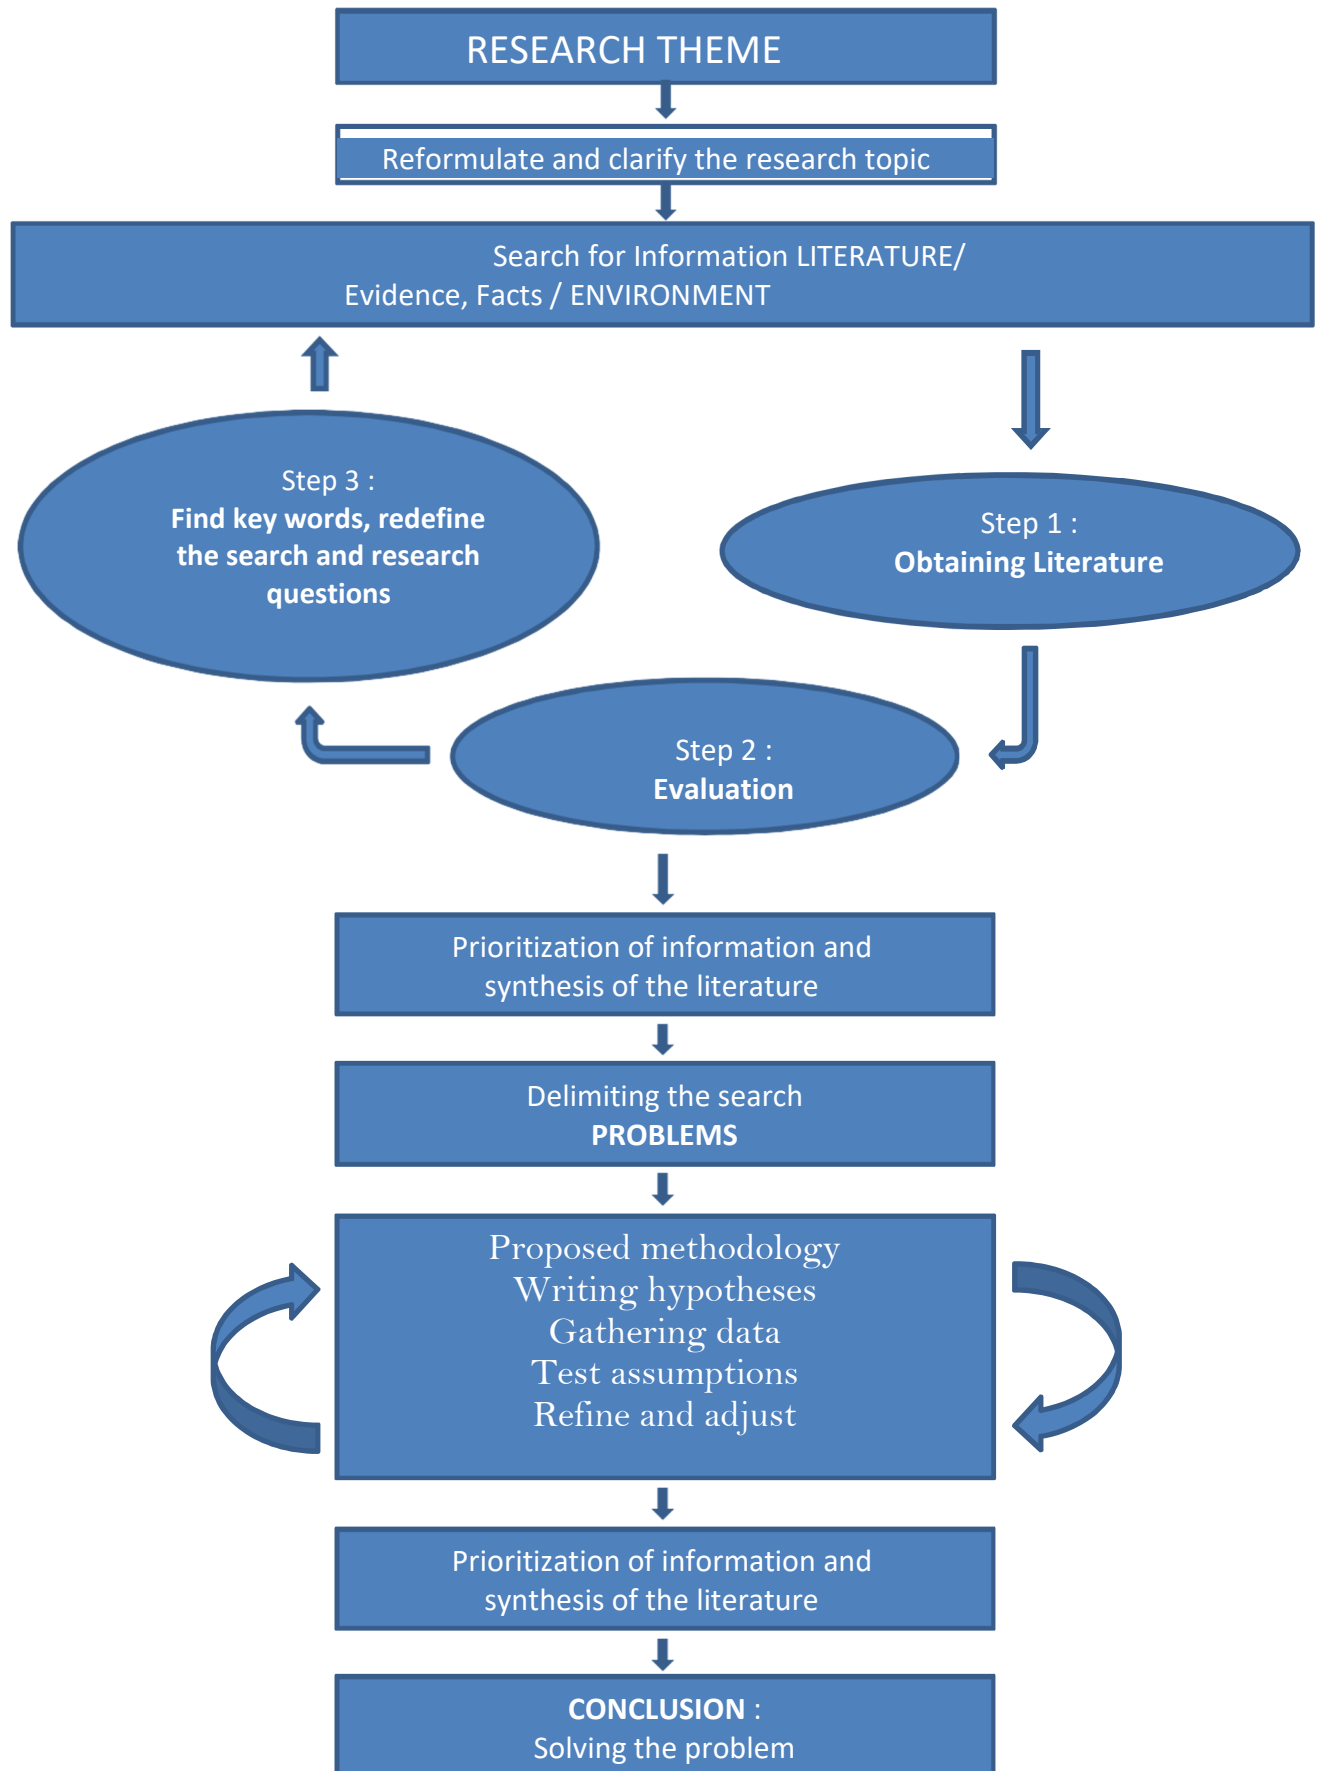 RESEARCH THEME
Reformulate and clarify the research topic
Search for Information LITERATURE/
Evidence, Facts / ENVIRONMENT
Step 3 :
Find key words, redefine
the search and research
questions
Step 1 :
Obtaining Literature
Step 2 :
Evaluation
Prioritization of information and
synthesis of the literature
Delimiting the search
PROBLEMS
Proposed methodology
Writing hypotheses
Gathering data
Test assumptions
Refine and adjust
Prioritization of information and
synthesis of the literature
CONCLUSION :
Solving the problem